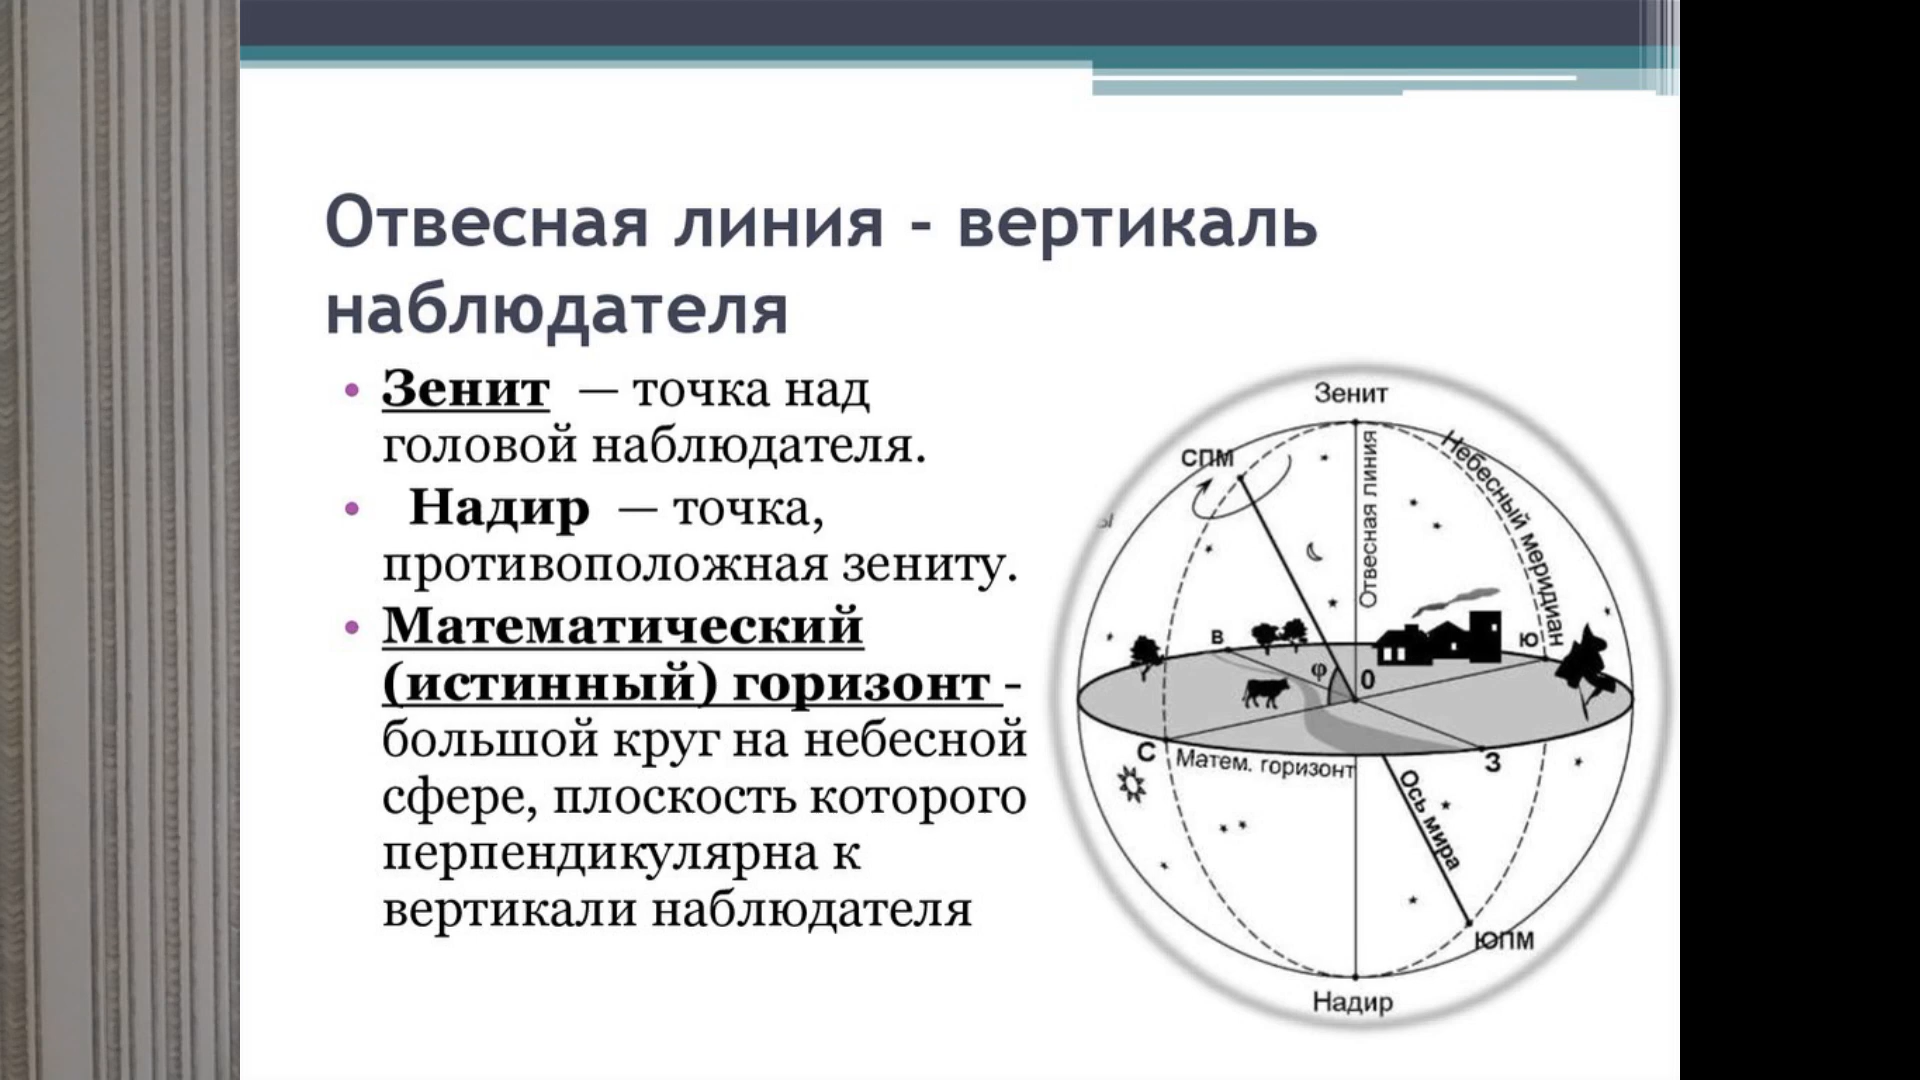 Отвесная линия - вертикаль
наблюдателя
Зенит — точка над
головой наблюдателя.
Надир — точка,
противоположная зениту.
Математический
(истинный) горизонт -
большой круг на небесной
сфере, плоскость которого
перпендикулярна к
вертикали наблюдателя
Зенит
СПМ
Отвесная линия
Небесный меридиан
ы
В
Ю
φ
О
С
Матем. горизонт
З
Ось мира
ЮПМ
Надир